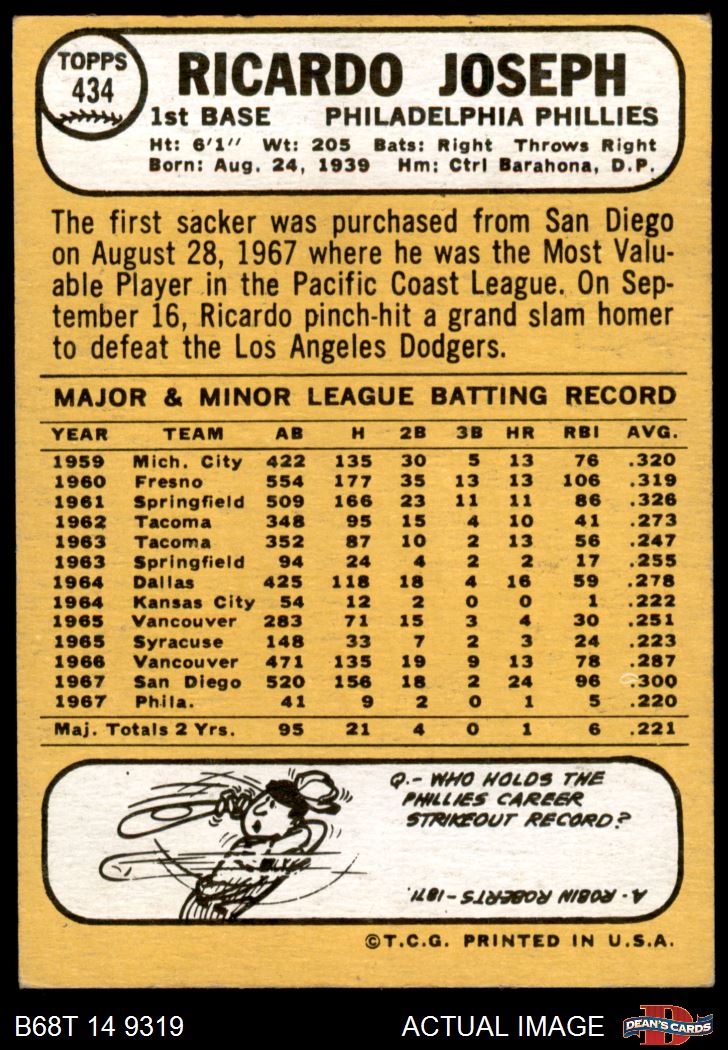 TOPPS
434
RICARDO JOSEPH
1st BASE PHILADELPHIA PHILLIES
Ht: 6'1" Wt: 205 Bats: Right Throws Right
Born: Aug. 24, 1939 Hm: Ctrl Barahona, D.P.
The first sacker was purchased from San Diego
on August 28, 1967 where he was the Most Valu-
able Player in the Pacific Coast League. On Sep-
tember 16, Ricardo pinch-hit a grand slam homer
to defeat the Los Angeles Dodgers.
MAJOR & MINOR LEAGUE BATTING RECORD
YEAR TEAM AB H 2B 3B HR RBI AVG.
1959 Mich. City 422 135 30 5 13 76 .320
1960 Fresno 554 177 35 13 13 106 .319
1961 Springfield 509 166 23 11 11 86 .326
1962 Tacoma 348 95 15 4 10 41 .273
1963 Tacoma 352 87 10 2 13 56 .247
1963 Springfield 94 24 4 2 2 17 .255
1964 Dallas 425 118 18 4 16 59 .278
1964 Kansas City 54 12 2 0 0 1 .222
1965 Vancouver 283 71 15 3 4 30 .251
1965 Syracuse 148 33 7 2 3 24 .223
1966 Vancouver 471 135 19 9 13 78 .287
1967 San Diego 520 156 18 2 24 96 .300
1967 Phila. 41 9 2 0 1 5 .220
Maj. Totals 2 Yrs. 95 21 4 0 1 6 .221
Q.- WHO HOLDS THE
PHILLIES CAREER
STRIKEOUT RECORD?
A - ROBIN ROBERTS - 1871.
©T.C.G. PRINTED IN U.S.A.
B68T 14 9319 ACTUAL IMAGE
D
DEAN'S CARDS